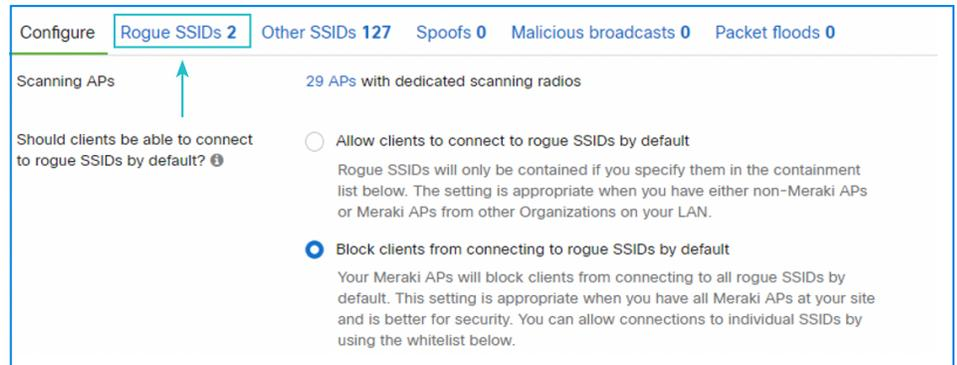 Configure Rogue SSIDs 2 Other SSIDs 127 Spoofs 0 Malicious broadcasts 0 Packet floods 0
Scanning APs 29 APs with dedicated scanning radios
Should clients be able to connect
to rogue SSIDs by default?
Allow clients to connect to rogue SSIDs by default
Rogue SSIDs will only be contained if you specify them in the containment
list below. The setting is appropriate when you have either non-Meraki APs
or Meraki APs from other Organizations on your LAN.
Block clients from connecting to rogue SSIDs by default
Your Meraki APs will block clients from connecting to all rogue SSIDs by
default. This setting is appropriate when you have all Meraki APs at your site
and is better for security. You can allow connections to individual SSIDs by
using the whitelist below.